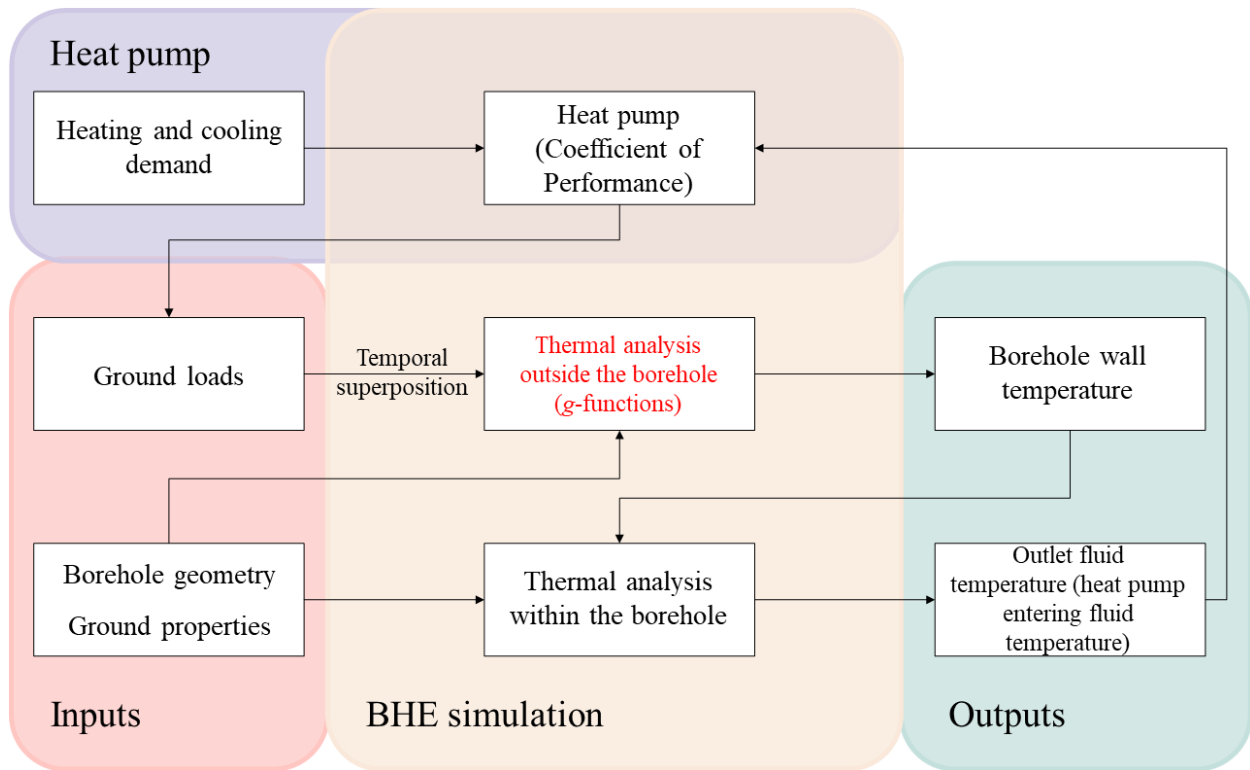 Heat pump
Heating and cooling
demand
Heat pump
(Coefficient of
Performance)
Ground loads
Temporal
superposition
Thermal analysis
outside the borehole
(g-functions)
Borehole wall
temperature
Borehole geometry
Ground properties
Thermal analysis
within the borehole
Outlet fluid
temperature (heat pump
entering fluid
temperature)
Inputs
BHE simulation
Outputs